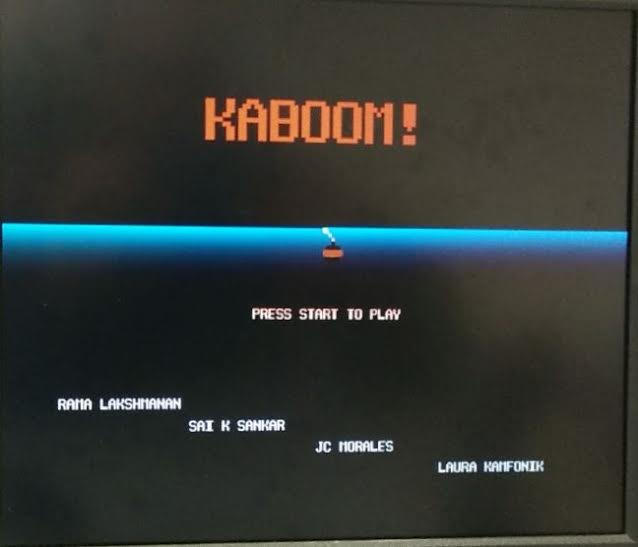 KABOOM!
PRESS START TO PLAY
RAMA LAKSHMANAN
SAI K SANKAR
JC MORALES
LAURA KAMFONIK